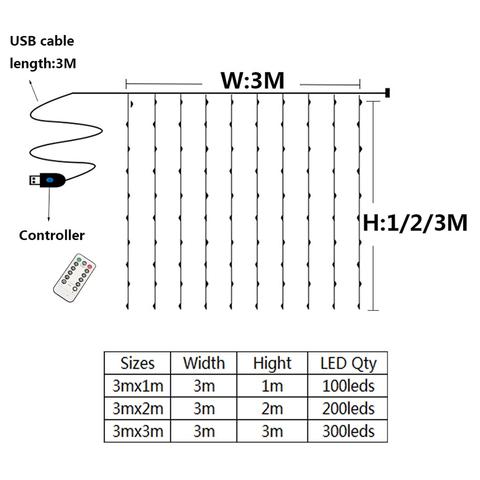 USB cable
length:3M
W:3M
H:1/2/3M
Controller
Sizes Width Hight LED Qty
3mx1m 3m 1m 100leds
3mx2m 3m 2m 200leds
3mx3m 3m 3m 300leds